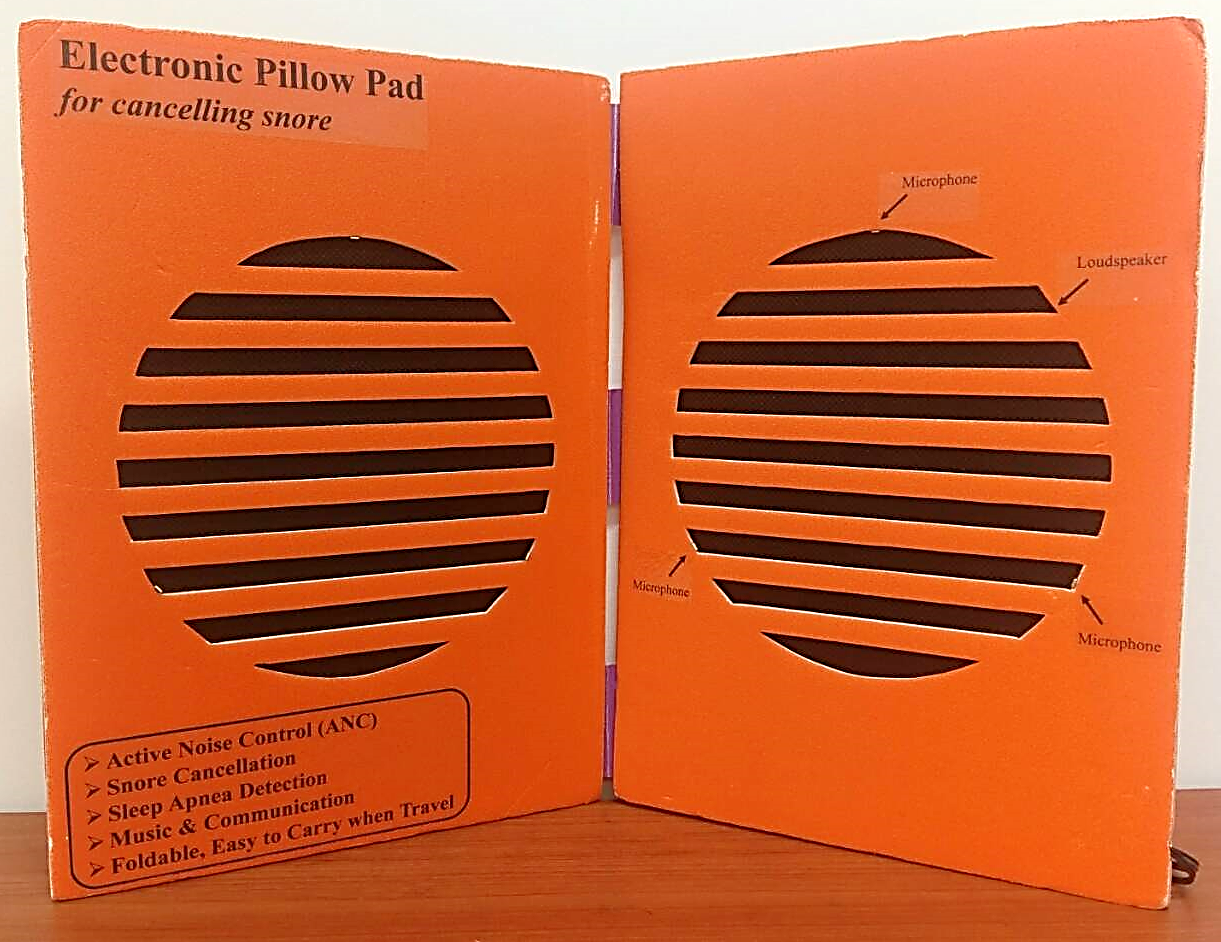 Electronic Pillow Pad
for cancelling snore
Microphone
Loudspeaker
Microphone
Microphone
➢ Active Noise Control (ANC)
➢ Snore Cancellation
➢ Sleep Apnea Detection
➢ Music & Communication
➢ Foldable, Easy to Carry when Travel